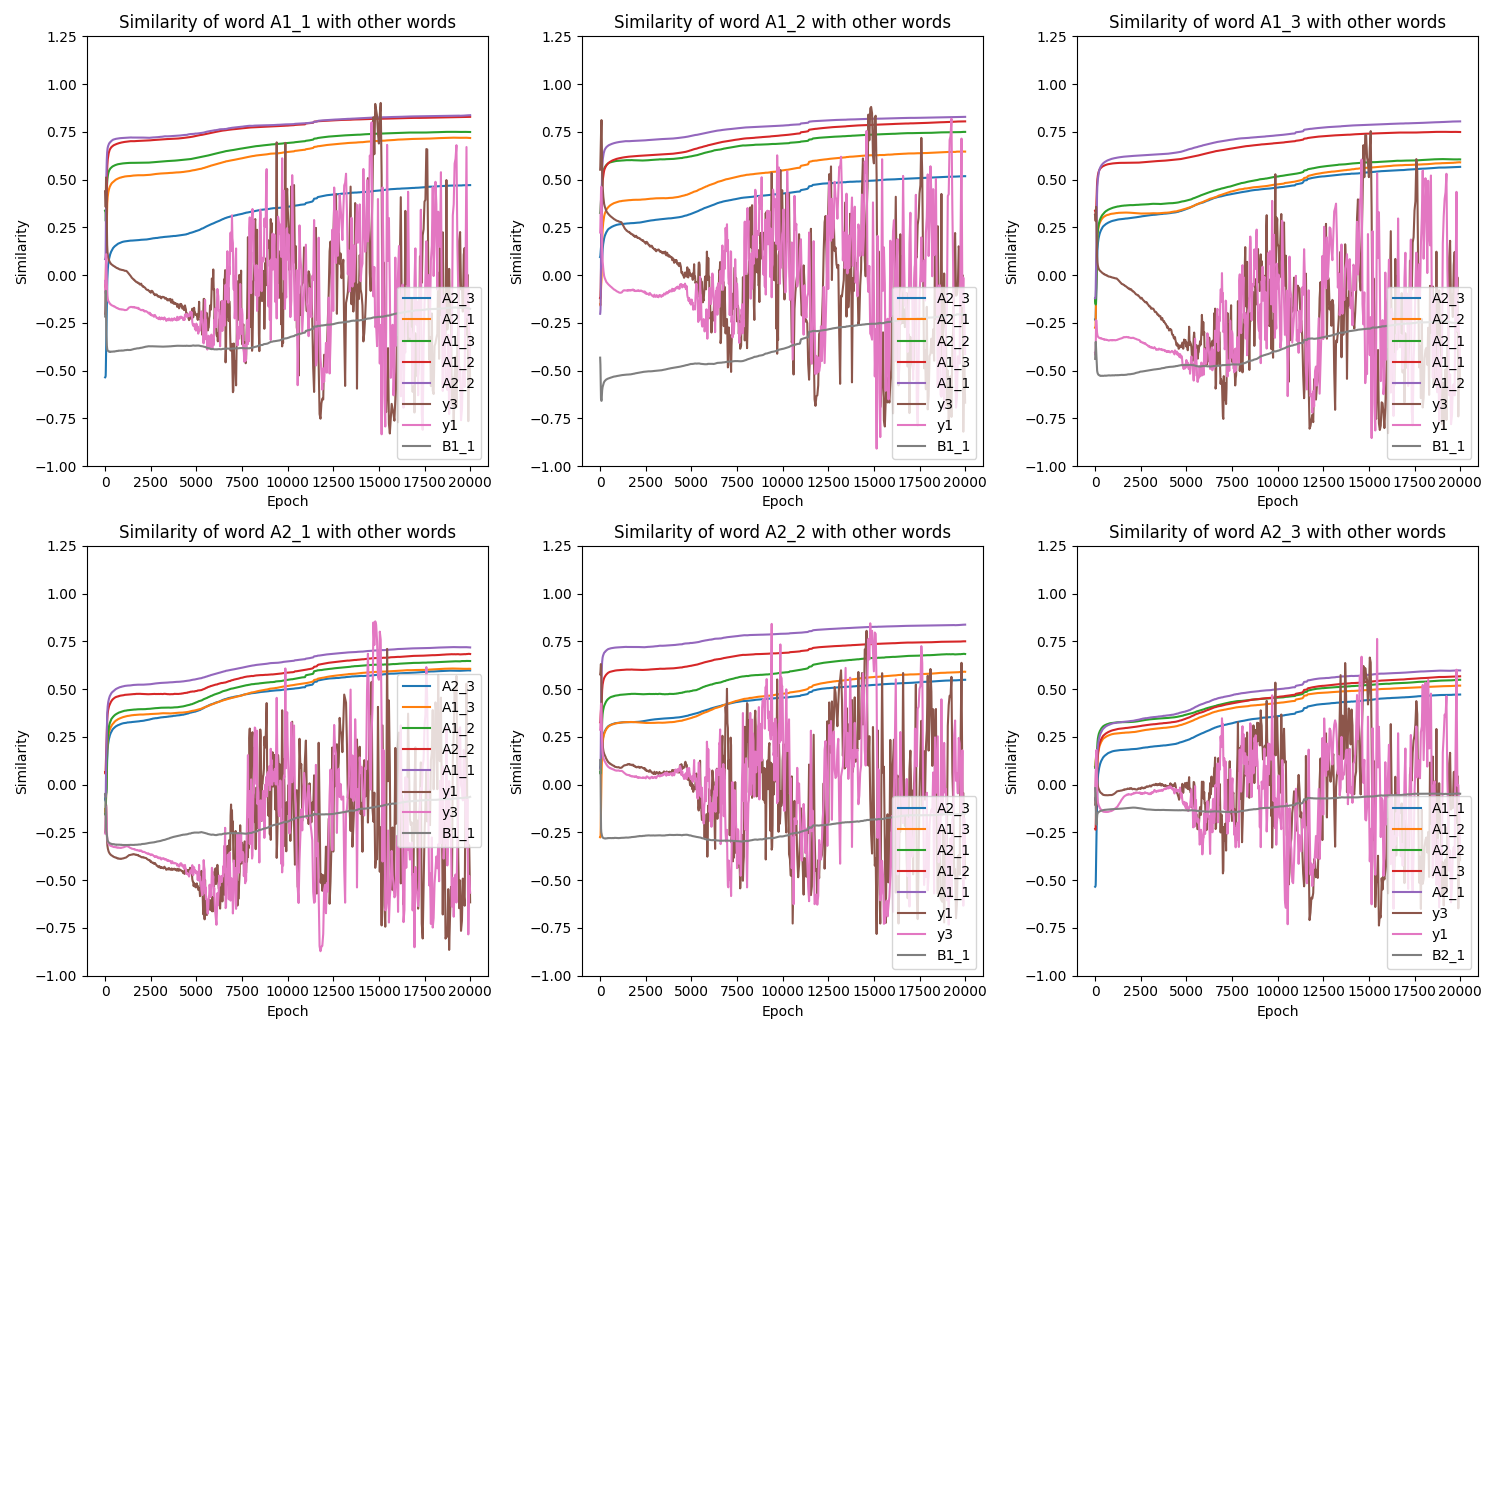 Similarity of word A1_1 with other words
Similarity
1.25
1.00
0.75
0.50
0.25
0.00
−0.25
−0.50
−0.75
−1.00
0 2500 5000 7500 10000 12500 15000 17500 20000
Epoch
A2_3
A2_1
A1_3
A1_2
A2_2
y3
y1
B1_1
Similarity of word A1_2 with other words
Similarity
1.25
1.00
0.75
0.50
0.25
0.00
−0.25
−0.50
−0.75
−1.00
0 2500 5000 7500 10000 12500 15000 17500 20000
Epoch
A2_3
A2_1
A2_2
A1_3
A1_1
y3
y1
B1_1
Similarity of word A1_3 with other words
Similarity
1.25
1.00
0.75
0.50
0.25
0.00
−0.25
−0.50
−0.75
−1.00
0 2500 5000 7500 10000 12500 15000 17500 20000
Epoch
A2_3
A2_2
A2_1
A1_1
A1_2
y3
y1
B1_1
Similarity of word A2_1 with other words
Similarity
1.25
1.00
0.75
0.50
0.25
0.00
−0.25
−0.50
−0.75
−1.00
0 2500 5000 7500 10000 12500 15000 17500 20000
Epoch
A2_3
A1_3
A1_2
A2_2
A1_1
y1
y3
B1_1
Similarity of word A2_2 with other words
Similarity
1.25
1.00
0.75
0.50
0.25
0.00
−0.25
−0.50
−0.75
−1.00
0 2500 5000 7500 10000 12500 15000 17500 20000
Epoch
A2_3
A1_3
A2_1
A1_2
A1_1
y1
y3
B1_1
Similarity of word A2_3 with other words
Similarity
1.25
1.00
0.75
0.50
0.25
0.00
−0.25
−0.50
−0.75
−1.00
0 2500 5000 7500 10000 12500 15000 17500 20000
Epoch
A1_1
A1_2
A2_2
A1_3
A2_1
y3
y1
B2_1